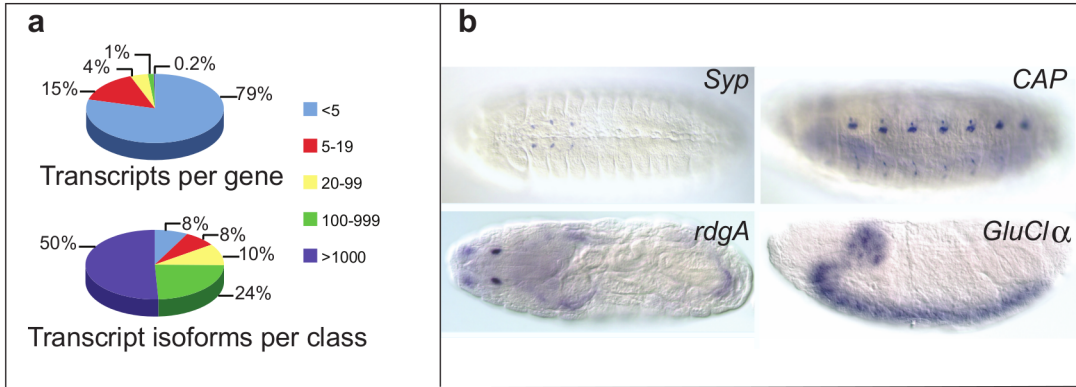 a
1%
0.2%
4%
15%
79%
Transcripts per gene
<5
5-19
20-99
100-999
>1000
8%
50%
8%
10%
24%
Transcript isoforms per class
b
Syp
CAP
rdgA
GluClα